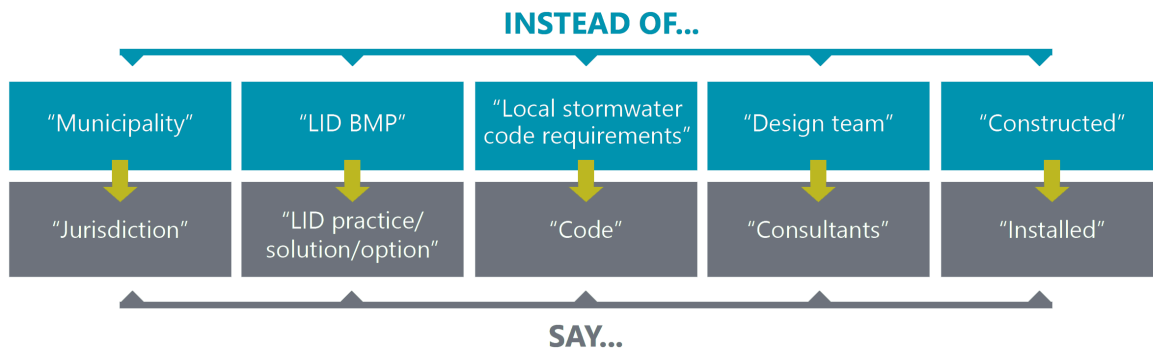 INSTEAD OF...
“Municipality”
“LID BMP”
“Local stormwater
code requirements”
“Design team”
“Constructed”
“Jurisdiction”
“LID practice/
solution/option”
“Code”
“Consultants”
“Installed”
SAY...